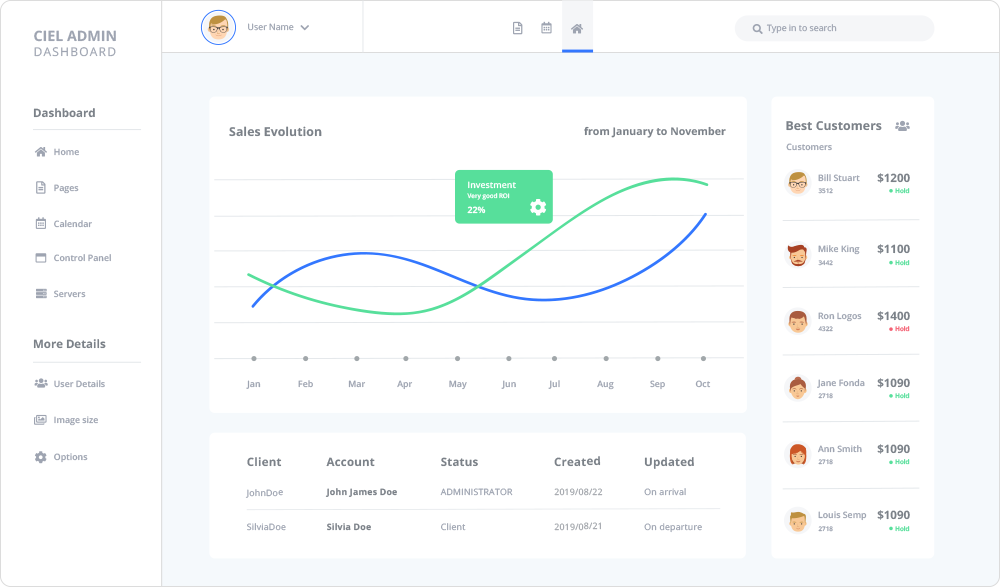 CIEL ADMIN
DASHBOARD
User Name
Type in to search
Dashboard
Home
Pages
Calendar
Control Panel
Servers
More Details
User Details
Image size
Options
Sales Evolution
from January to November
Investment
Very good ROI
22%
Jan Feb Mar Apr May Jun Jul Aug Sep Oct
Client Account Status Created Updated
JohnDoe John James Doe ADMINISTRATOR 2019/08/22 On arrival
SilviaDoe Silvia Doe Client 2019/08/21 On departure
Best Customers
Customers
Bill Stuart $1200
3512 Hold
Mike King $1100
3442 Hold
Ron Logos $1400
4322 Hold
Jane Fonda $1090
2718 Hold
Ann Smith $1090
2718 Hold
Louis Semp $1090
2718 Hold